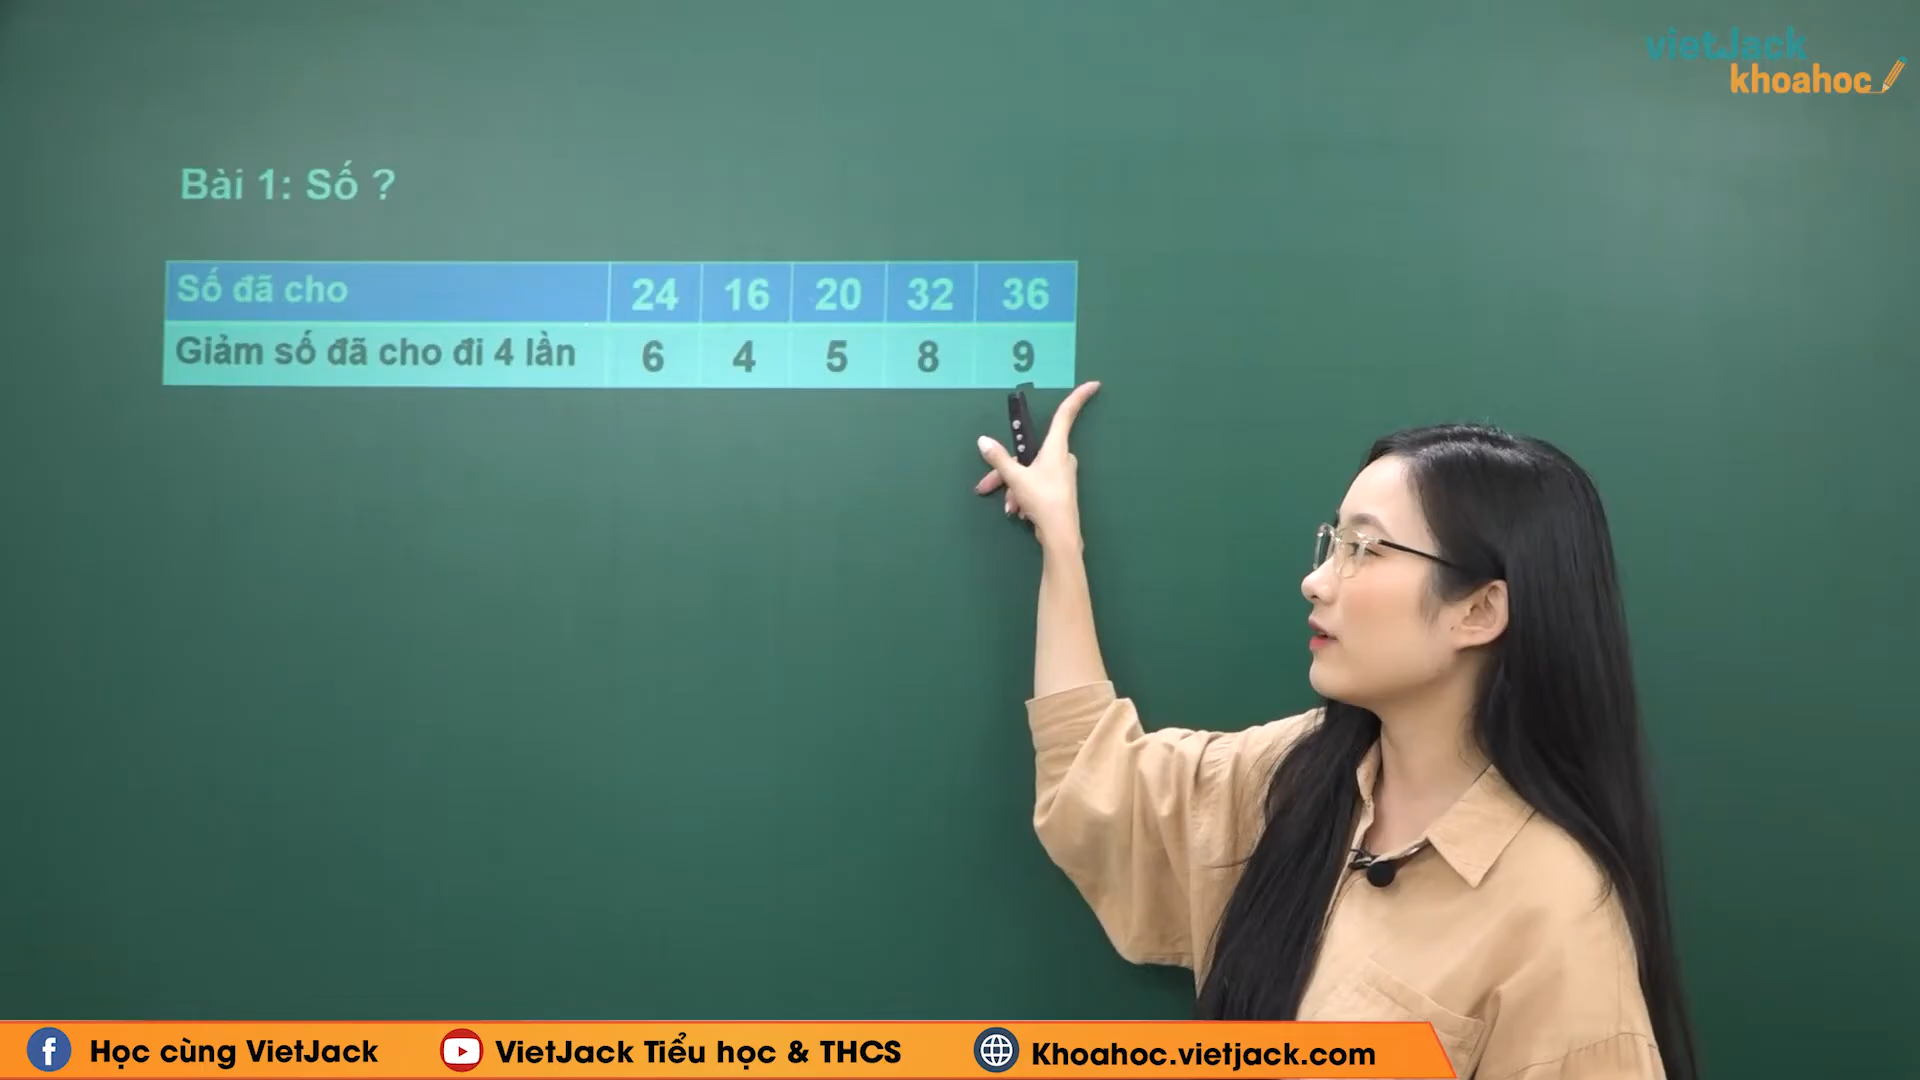 vietJack
khoahoc
Bài 1: Số ?
Số đã cho 24 16 20 32 36
Giảm số đã cho đi 4 lần 6 4 5 8 9
Học cùng VietJack VietJack Tiểu học & THCS Khoahoc.vietjack.com